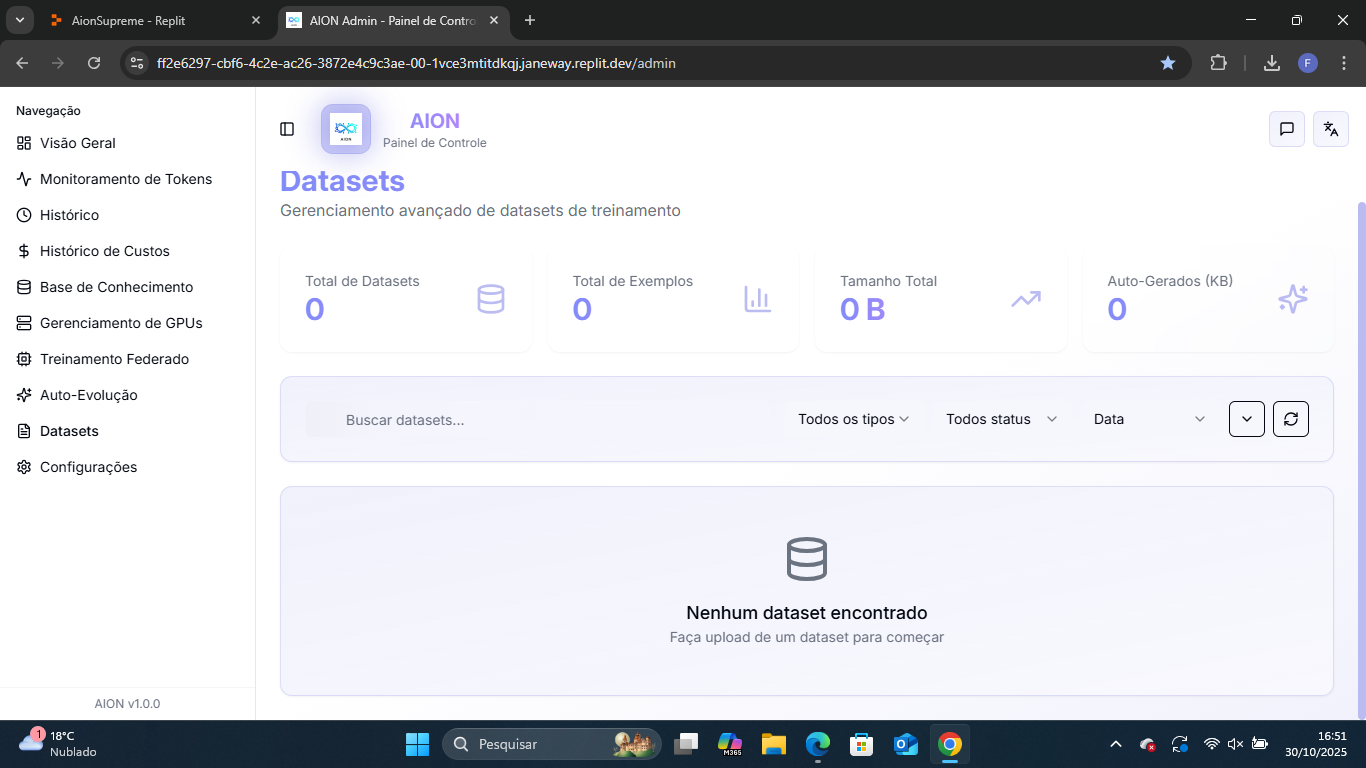 AionSupreme - Replit
AION Admin - Painel de Contro
ff2e6297-cbf6-4c2e-ac26-3872e4c9c3ae-00-1vce3mtitdkqj.janeway.replit.dev/admin
F
Navegação
Visão Geral
Monitoramento de Tokens
Histórico
Histórico de Custos
Base de Conhecimento
Gerenciamento de GPUs
Treinamento Federado
Auto-Evolução
Datasets
Configurações
AION v1.0.0
AION
AION
Painel de Controle
Datasets
Gerenciamento avançado de datasets de treinamento
Total de Datasets
0
Total de Exemplos
0
Tamanho Total
0 B
Auto-Gerados (KB)
0
Buscar datasets...
Todos os tipos
Todos status
Data
Nenhum dataset encontrado
Faça upload de um dataset para começar
1
18°C
Nublado
Pesquisar
M365
16:51
30/10/2025